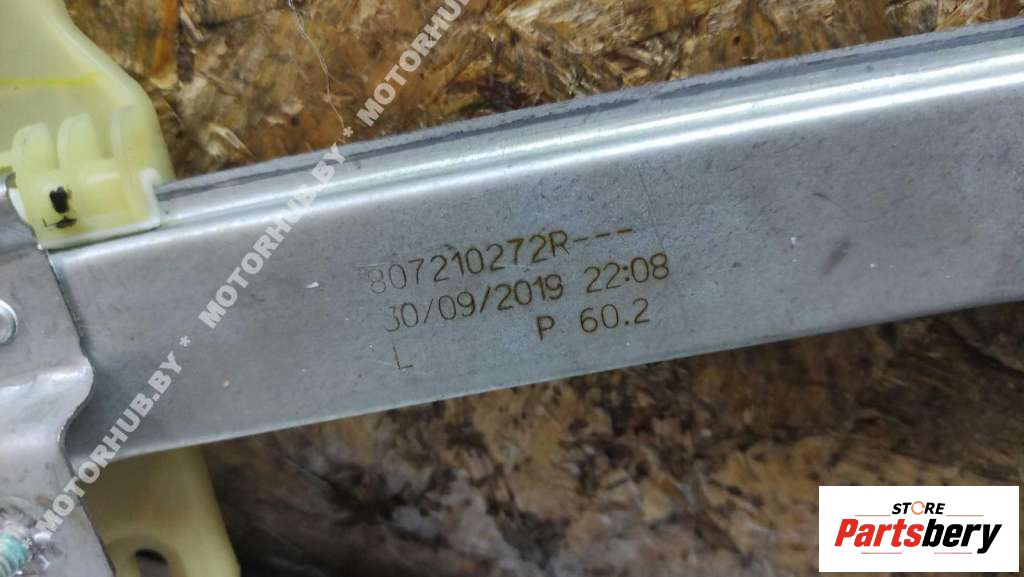 MOTORHUB.BY * MOTORHUB.BY * MOTORHUB.BY
807210272R---
30/09/2019 22:08
L P 60.2
STORE
Partsbery